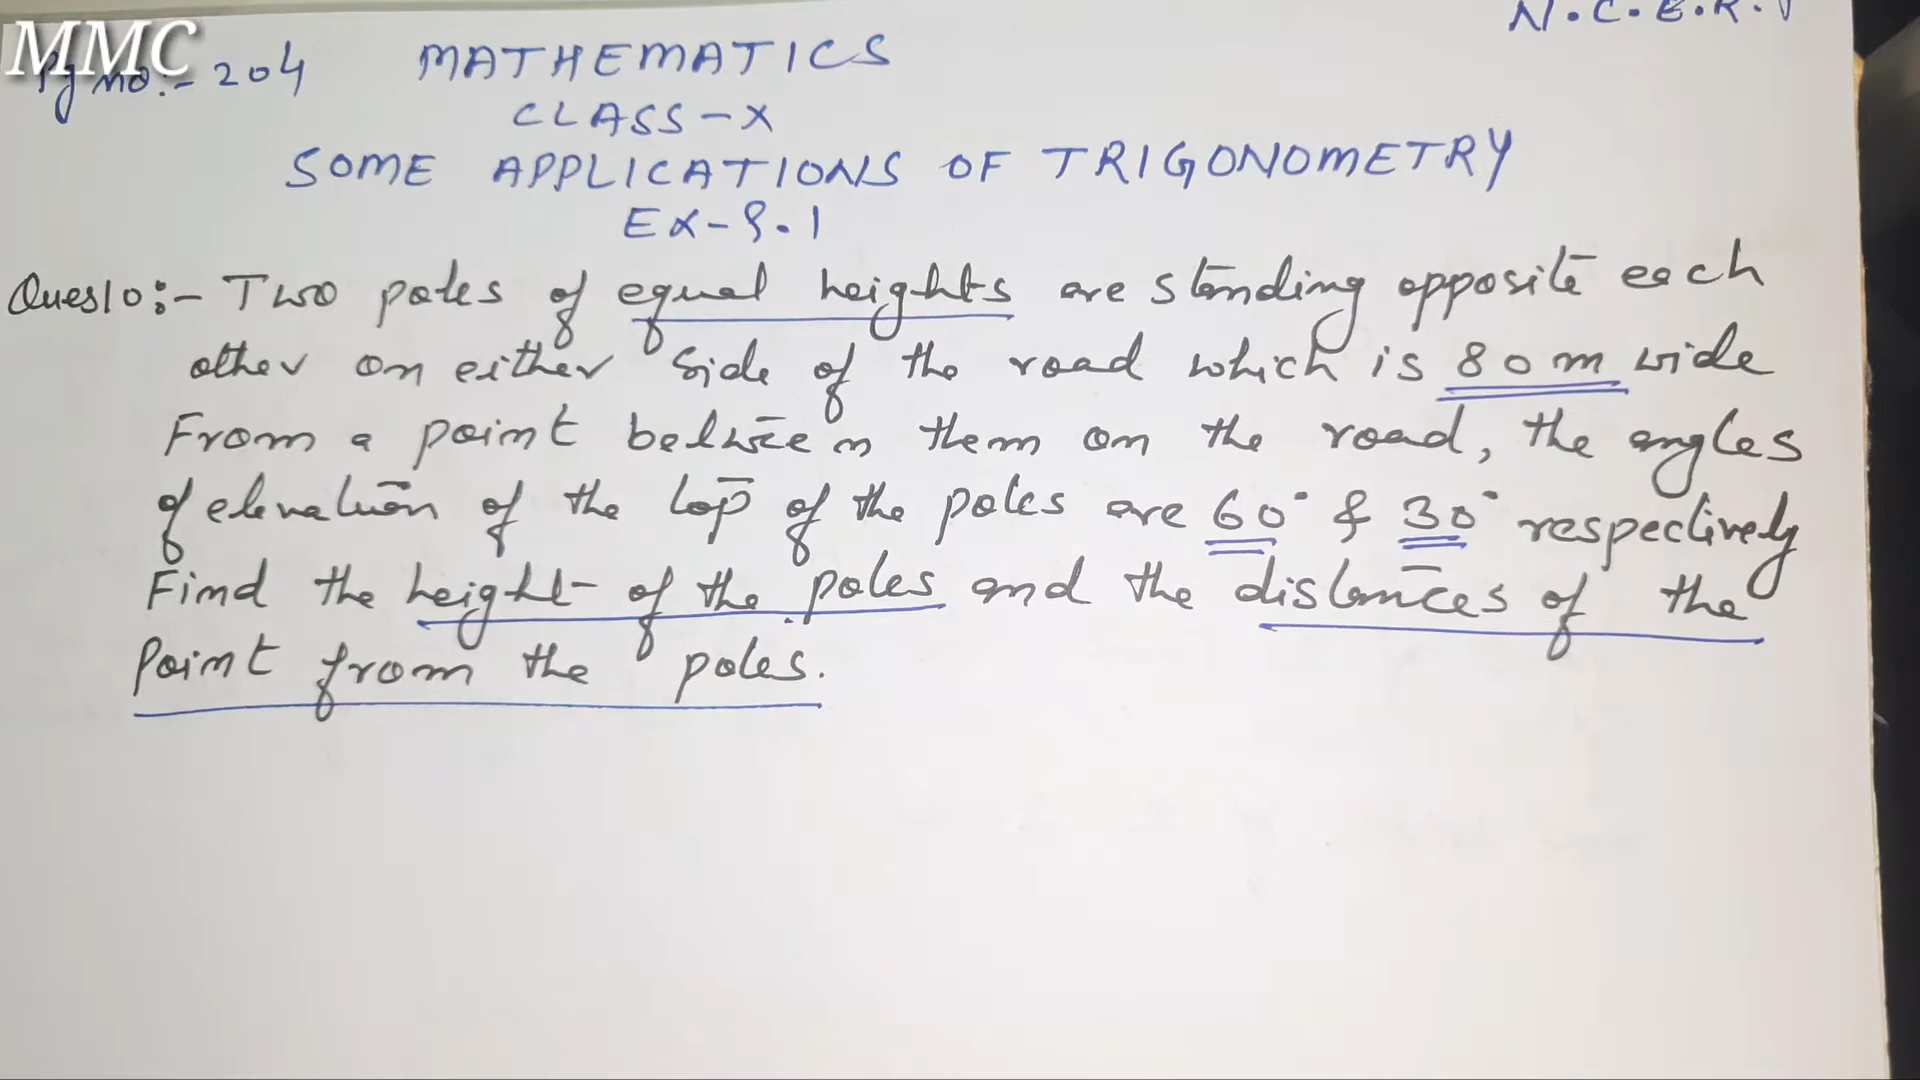 N.C.E.R.T
MMC
Pg no:- 204 MATHEMATICS
CLASS-X
SOME APPLICATIONS OF TRIGONOMETRY
EX-9.1
Ques10:- Two poles of equal heights are standing opposite each
other on either side of the road which is 80m wide
From a point between them on the road, the angles
of elevation of the top of the poles are 60° & 30° respectively
Find the height of the poles and the distances of the
Point from the poles.